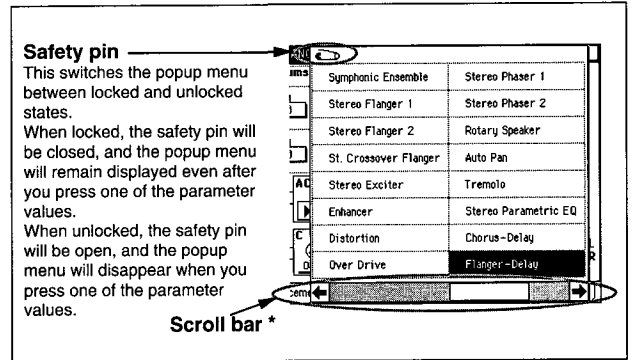 Safety pin
This switches the popup menu
between locked and unlocked
states.
When locked, the safety pin will
be closed, and the popup menu
will remain displayed even after
you press one of the parameter
values.
When unlocked, the safety pin
will be open, and the popup
menu will disappear when you
press one of the parameter
values.
Scroll bar *
Symphonic Ensemble
Stereo Phaser 1
Stereo Flanger 1
Stereo Phaser 2
Stereo Flanger 2
Rotary Speaker
St. Crossover Flanger
Auto Pan
Stereo Exciter
Tremolo
Enhancer
Stereo Parametric EQ
Distortion
Chorus-Delay
Over Drive
Flanger-Delay